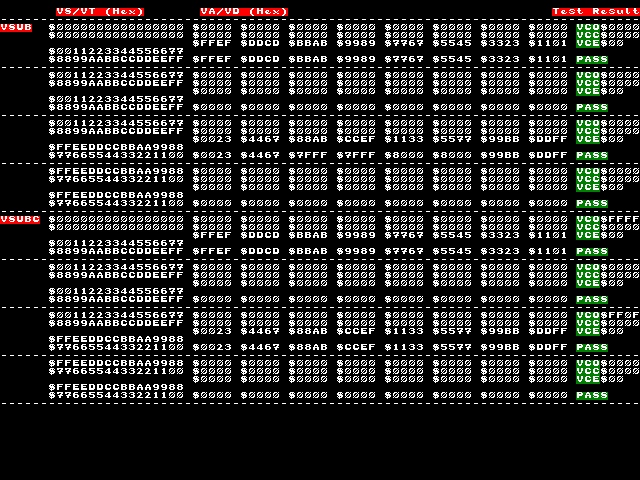 VS/VT (Hex) VA/VD (Hex) Test Result
VSUB $0000000000000000 $0000 $0000 $0000 $0000 $0000 $0000 $0000 $0000 VCO$0000
$0000000000000000 $0000 $0000 $0000 $0000 $0000 $0000 $0000 $0000 VCC$0000
$FFEF $DDCD $BBAB $9989 $7767 $5545 $3323 $1101 VCE$00
$0011223344556677
$8899AABBCCDDEEFF $FFEF $DDCD $BBAB $9989 $7767 $5545 $3323 $1101 PASS
$0000000000000000 $0000 $0000 $0000 $0000 $0000 $0000 $0000 $0000 VCO$0000
$0000000000000000 $0000 $0000 $0000 $0000 $0000 $0000 $0000 $0000 VCC$0000
$0000 $0000 $0000 $0000 $0000 $0000 $0000 $0000 VCE$00
$0011223344556677
$8899AABBCCDDEEFF $0000 $0000 $0000 $0000 $0000 $0000 $0000 $0000 PASS
$0011223344556677 $0000 $0000 $0000 $0000 $0000 $0000 $0000 $0000 VCO$0000
$8899AABBCCDDEEFF $0000 $0000 $0000 $0000 $0000 $0000 $0000 $0000 VCC$0000
$0023 $4467 $88AB $CCEF $1133 $5577 $99BB $DDFF VCE$00
$FFEEDDCCBBAA9988
$7766554433221100 $0023 $4467 $7FFF $7FFF $8000 $8000 $99BB $DDFF PASS
$0011223344556677 $0000 $0000 $0000 $0000 $0000 $0000 $0000 $0000 VCO$0000
$8899AABBCCDDEEFF $0000 $0000 $0000 $0000 $0000 $0000 $0000 $0000 VCC$0000
$0000 $0000 $0000 $0000 $0000 $0000 $0000 $0000 VCE$00
$FFEEDDCCBBAA9988
$7766554433221100 $0000 $0000 $0000 $0000 $0000 $0000 $0000 $0000 PASS
VSUBC $0000000000000000 $0000 $0000 $0000 $0000 $0000 $0000 $0000 $0000 VCO$FFFF
$0000000000000000 $0000 $0000 $0000 $0000 $0000 $0000 $0000 $0000 VCC$0000
$FFEF $DDCD $BBAB $9989 $7767 $5545 $3323 $1101 VCE$00
$0011223344556677
$8899AABBCCDDEEFF $FFEF $DDCD $BBAB $9989 $7767 $5545 $3323 $1101 PASS
$0000000000000000 $0000 $0000 $0000 $0000 $0000 $0000 $0000 $0000 VCO$0000
$0000000000000000 $0000 $0000 $0000 $0000 $0000 $0000 $0000 $0000 VCC$0000
$0000 $0000 $0000 $0000 $0000 $0000 $0000 $0000 VCE$00
$0011223344556677
$8899AABBCCDDEEFF $0000 $0000 $0000 $0000 $0000 $0000 $0000 $0000 PASS
$0011223344556677 $0000 $0000 $0000 $0000 $0000 $0000 $0000 $0000 VCO$FF0F
$8899AABBCCDDEEFF $0000 $0000 $0000 $0000 $0000 $0000 $0000 $0000 VCC$0000
$0023 $4467 $88AB $CCEF $1133 $5577 $99BB $DDFF VCE$00
$FFEEDDCCBBAA9988
$7766554433221100 $0023 $4467 $88AB $CCEF $1133 $5577 $99BB $DDFF PASS
$0011223344556677 $0000 $0000 $0000 $0000 $0000 $0000 $0000 $0000 VCO$0000
$8899AABBCCDDEEFF $0000 $0000 $0000 $0000 $0000 $0000 $0000 $0000 VCC$0000
$0000 $0000 $0000 $0000 $0000 $0000 $0000 $0000 VCE$00
$FFEEDDCCBBAA9988
$7766554433221100 $0000 $0000 $0000 $0000 $0000 $0000 $0000 $0000 PASS